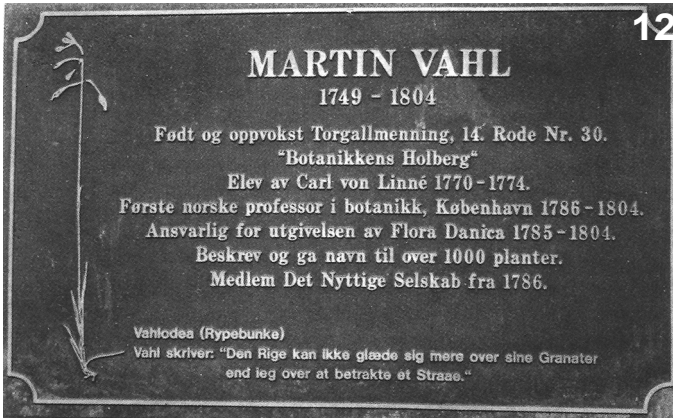 12
MARTIN VAHL
1749 - 1804
Født og oppvokst Torgallmenning, 14. Rode Nr. 30.
"Botanikkens Holberg"
Elev av Carl von Linné 1770-1774.
Første norske professor i botanikk, København 1786-1804.
Ansvarlig for utgivelsen av Flora Danica 1785-1804.
Beskrev og ga navn til over 1000 planter.
Medlem Det Nyttige Selskab fra 1786.
Vahlodea (Rypebunke)
Vahl skriver: "Den Rige kan ikke glæde sig mere over sine Granater
end ieg over at betrakte et Straae."